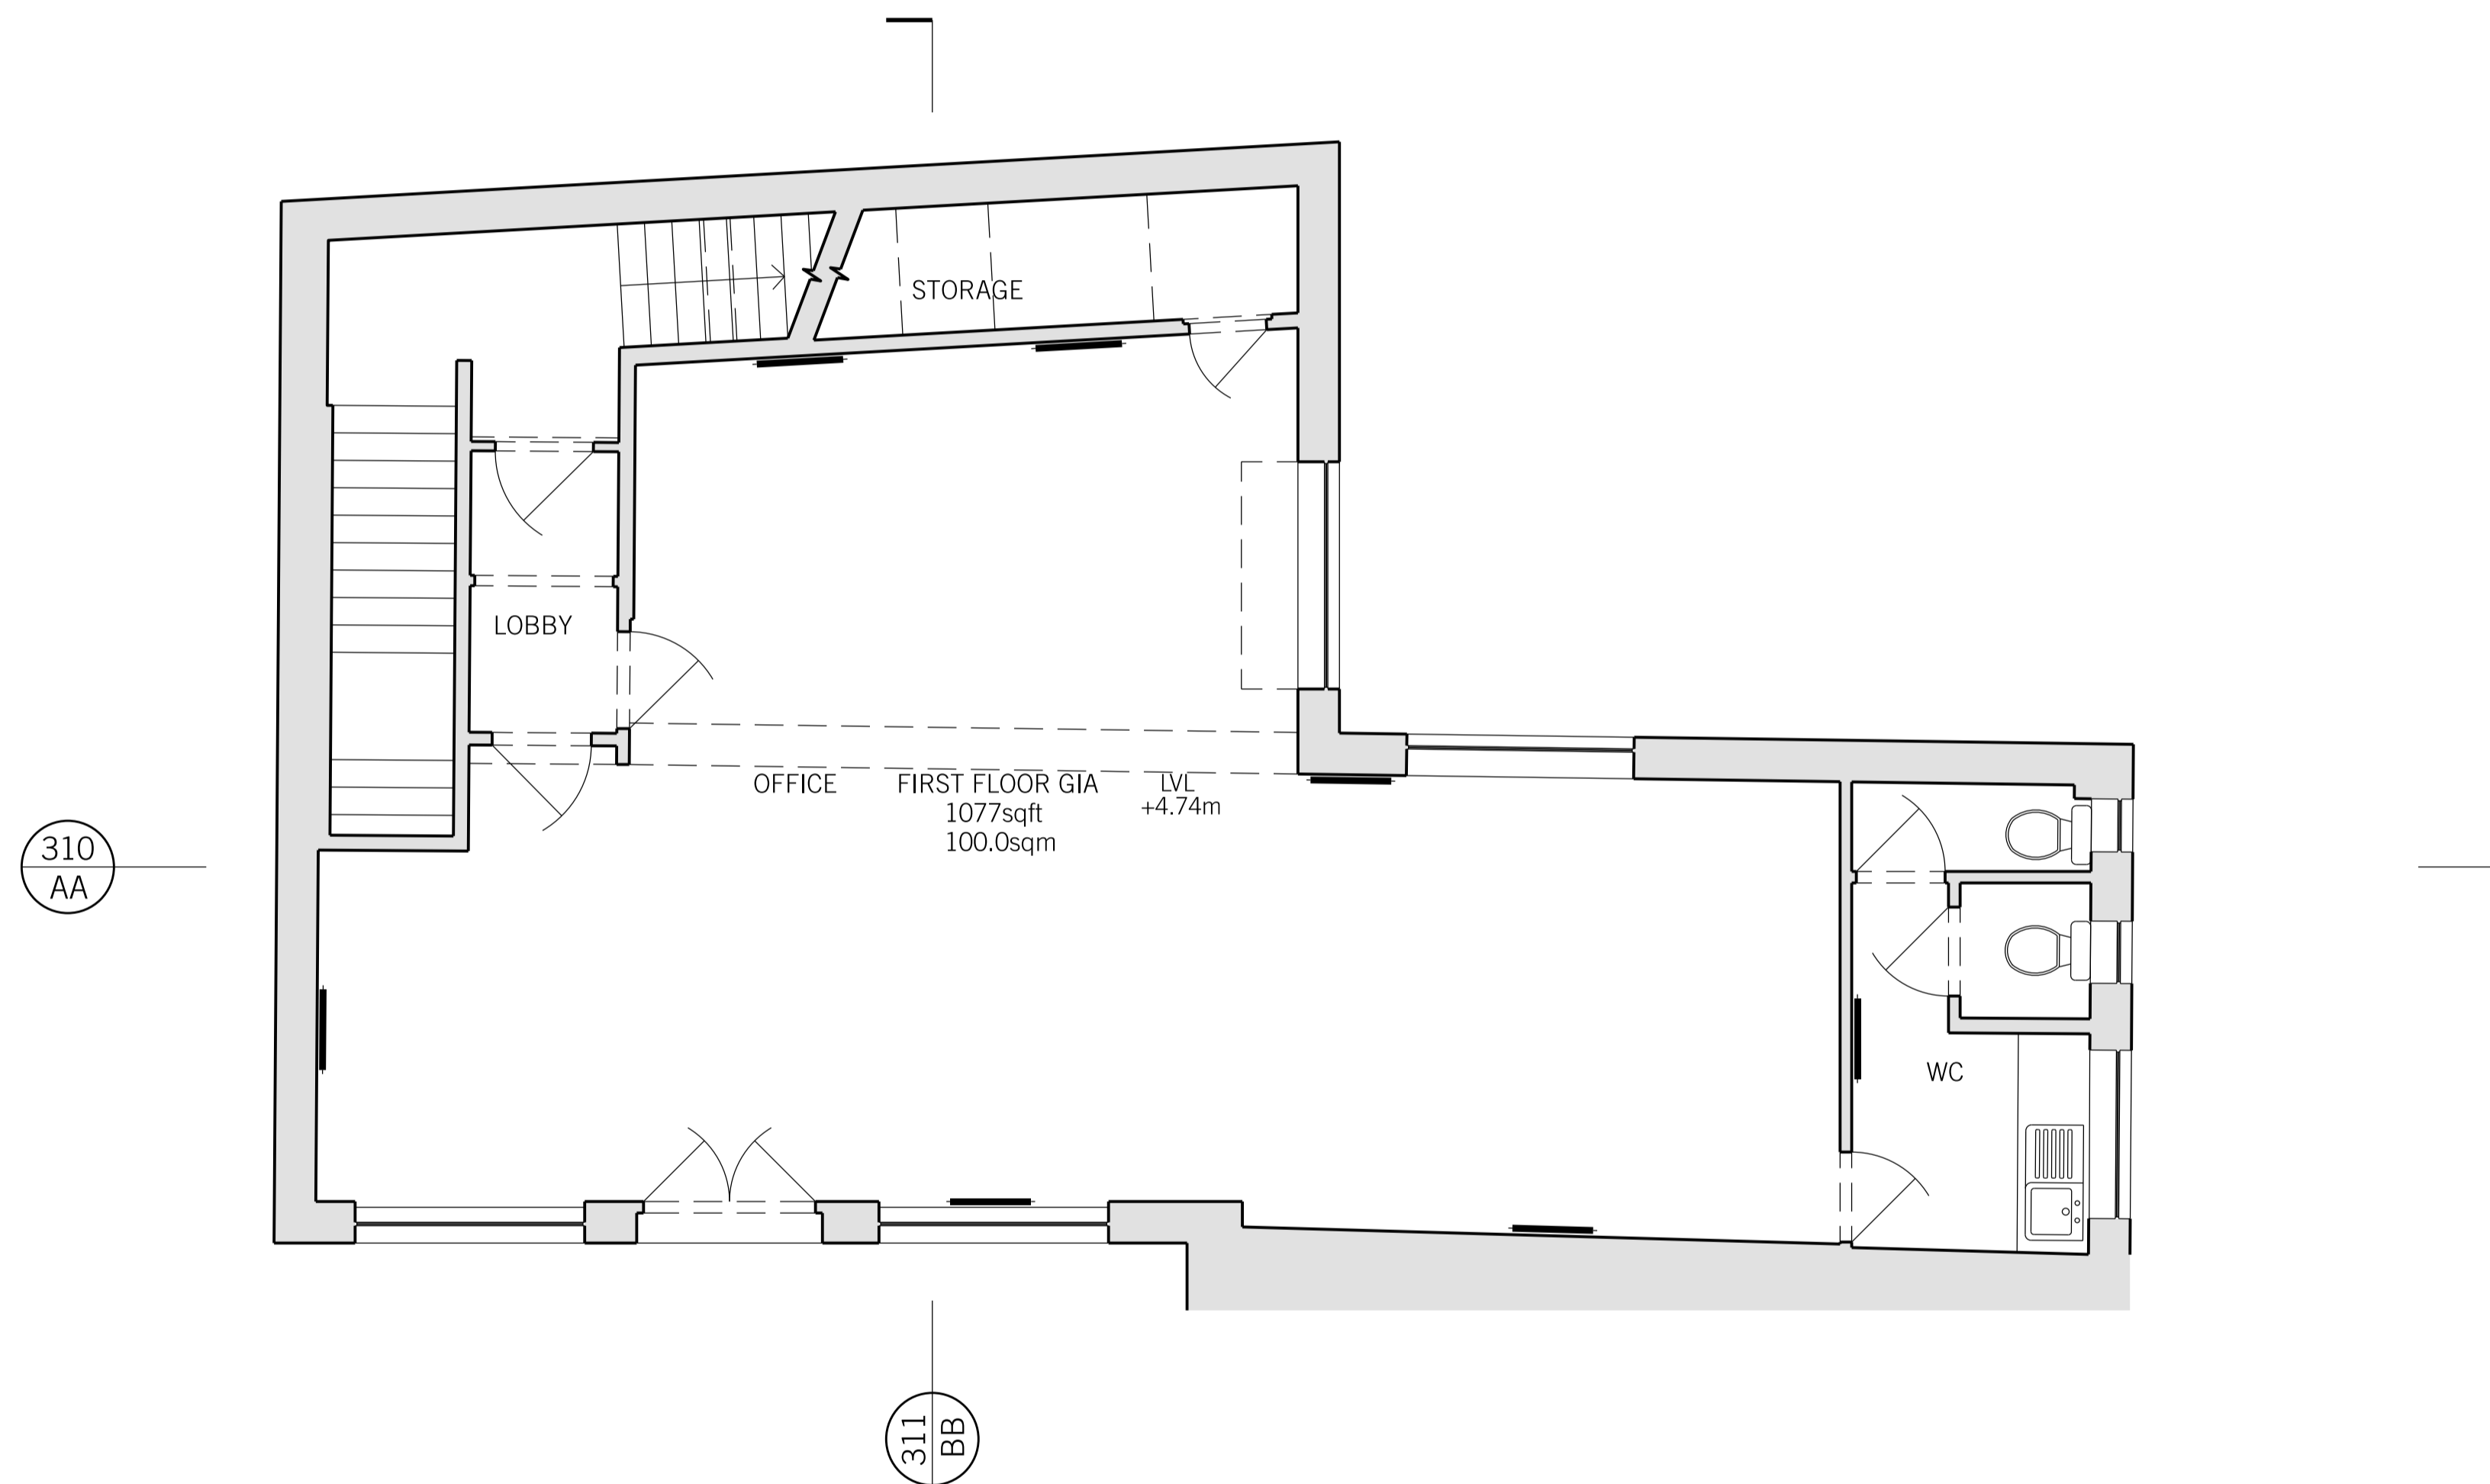 STORAGE
LOBBY
OFFICE
FIRST FLOOR GIA
1077sqft
100.0sqm
LVL
+4.74m
310
AA
WC
311
BB